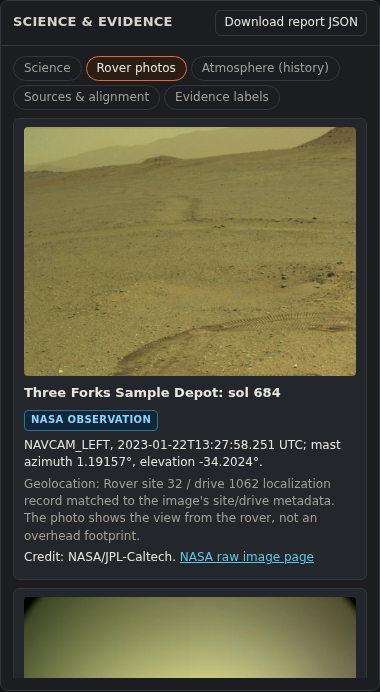 SCIENCE & EVIDENCE
Download report JSON
Science
Rover photos
Atmosphere (history)
Sources & alignment
Evidence labels
Three Forks Sample Depot: sol 684
NASA OBSERVATION
NAVCAM_LEFT, 2023-01-22T13:27:58.251 UTC; mast
azimuth 1.19157°, elevation -34.2024°.
Geolocation: Rover site 32 / drive 1062 localization
record matched to the image's site/drive metadata.
The photo shows the view from the rover, not an
overhead footprint.
Credit: NASA/JPL-Caltech. NASA raw image page